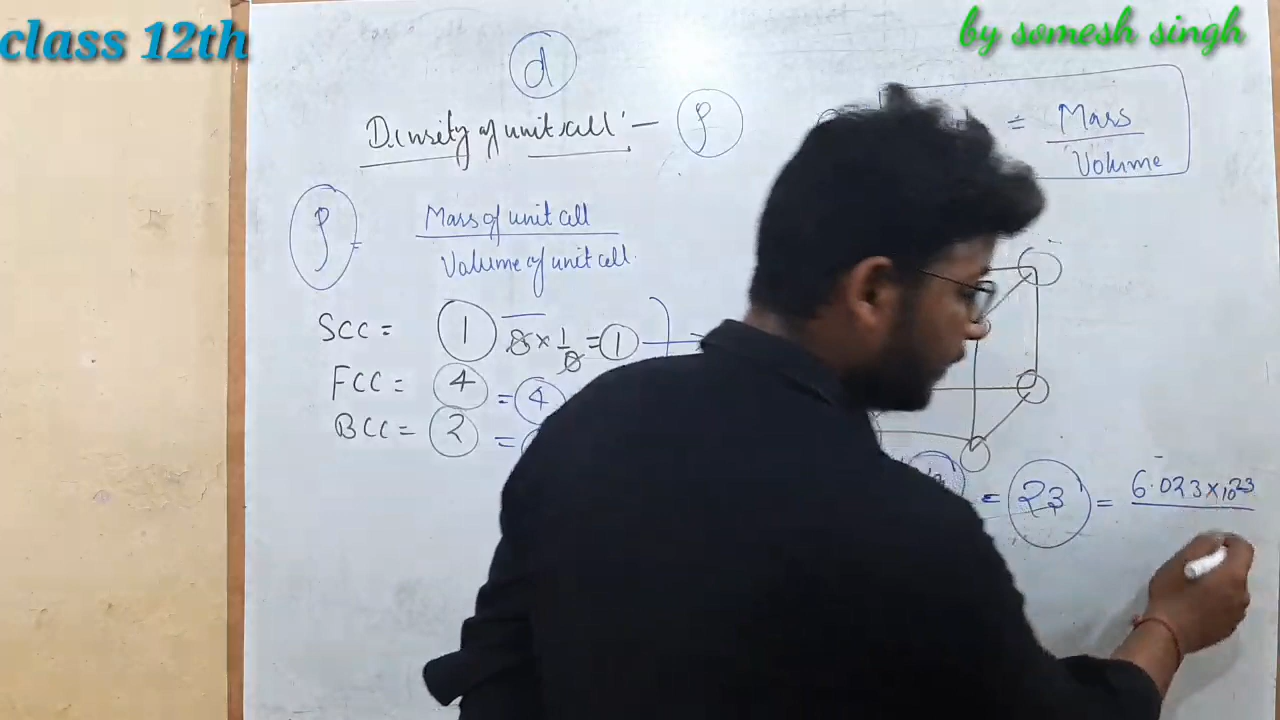 class 12th
by somesh singh
d
Density of unit cell :- ρ
= Mass
Volume
ρ = Mass of unit cell
Volume of unit cell.
SCC = 1 8 × 1/8 = 1
FCC = 4 = 4
BCC = 2 =
= 23 = 6.023×10²³